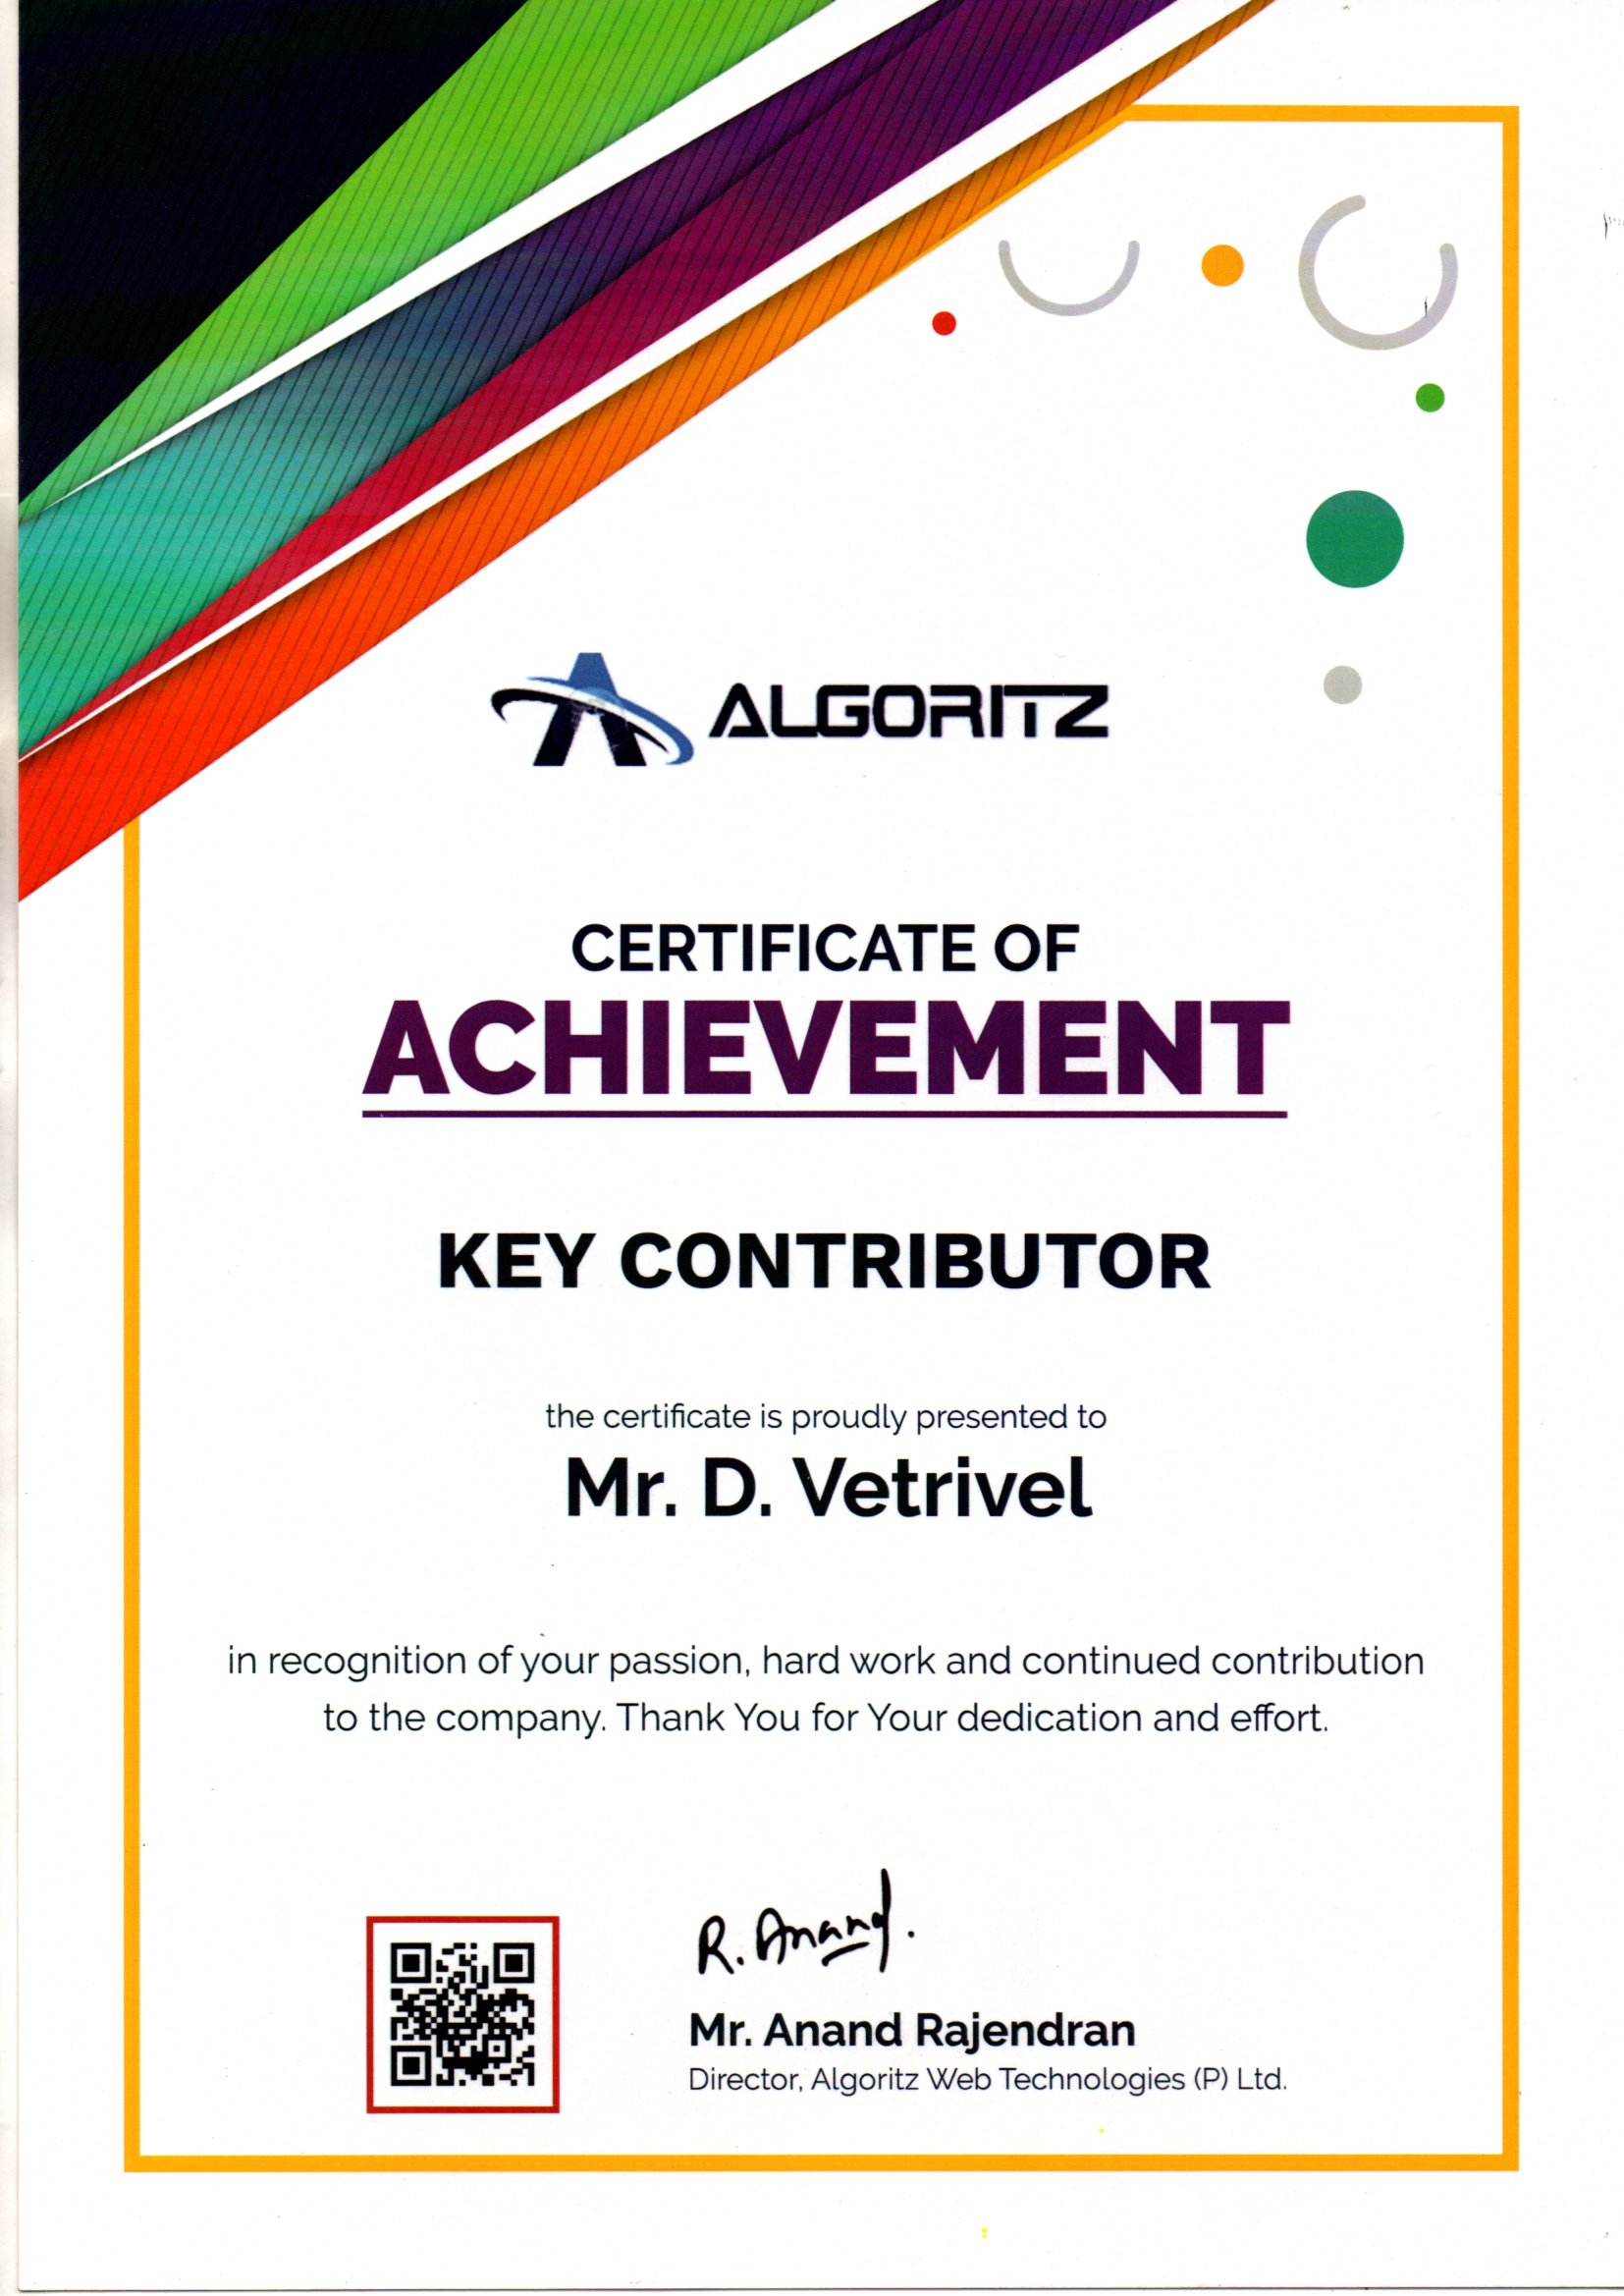 ALGORITZ
CERTIFICATE OF
ACHIEVEMENT
KEY CONTRIBUTOR
the certificate is proudly presented to
Mr. D. Vetrivel
in recognition of your passion, hard work and continued contribution
to the company. Thank You for Your dedication and effort.
R. Anand.
Mr. Anand Rajendran
Director, Algoritz Web Technologies (P) Ltd.